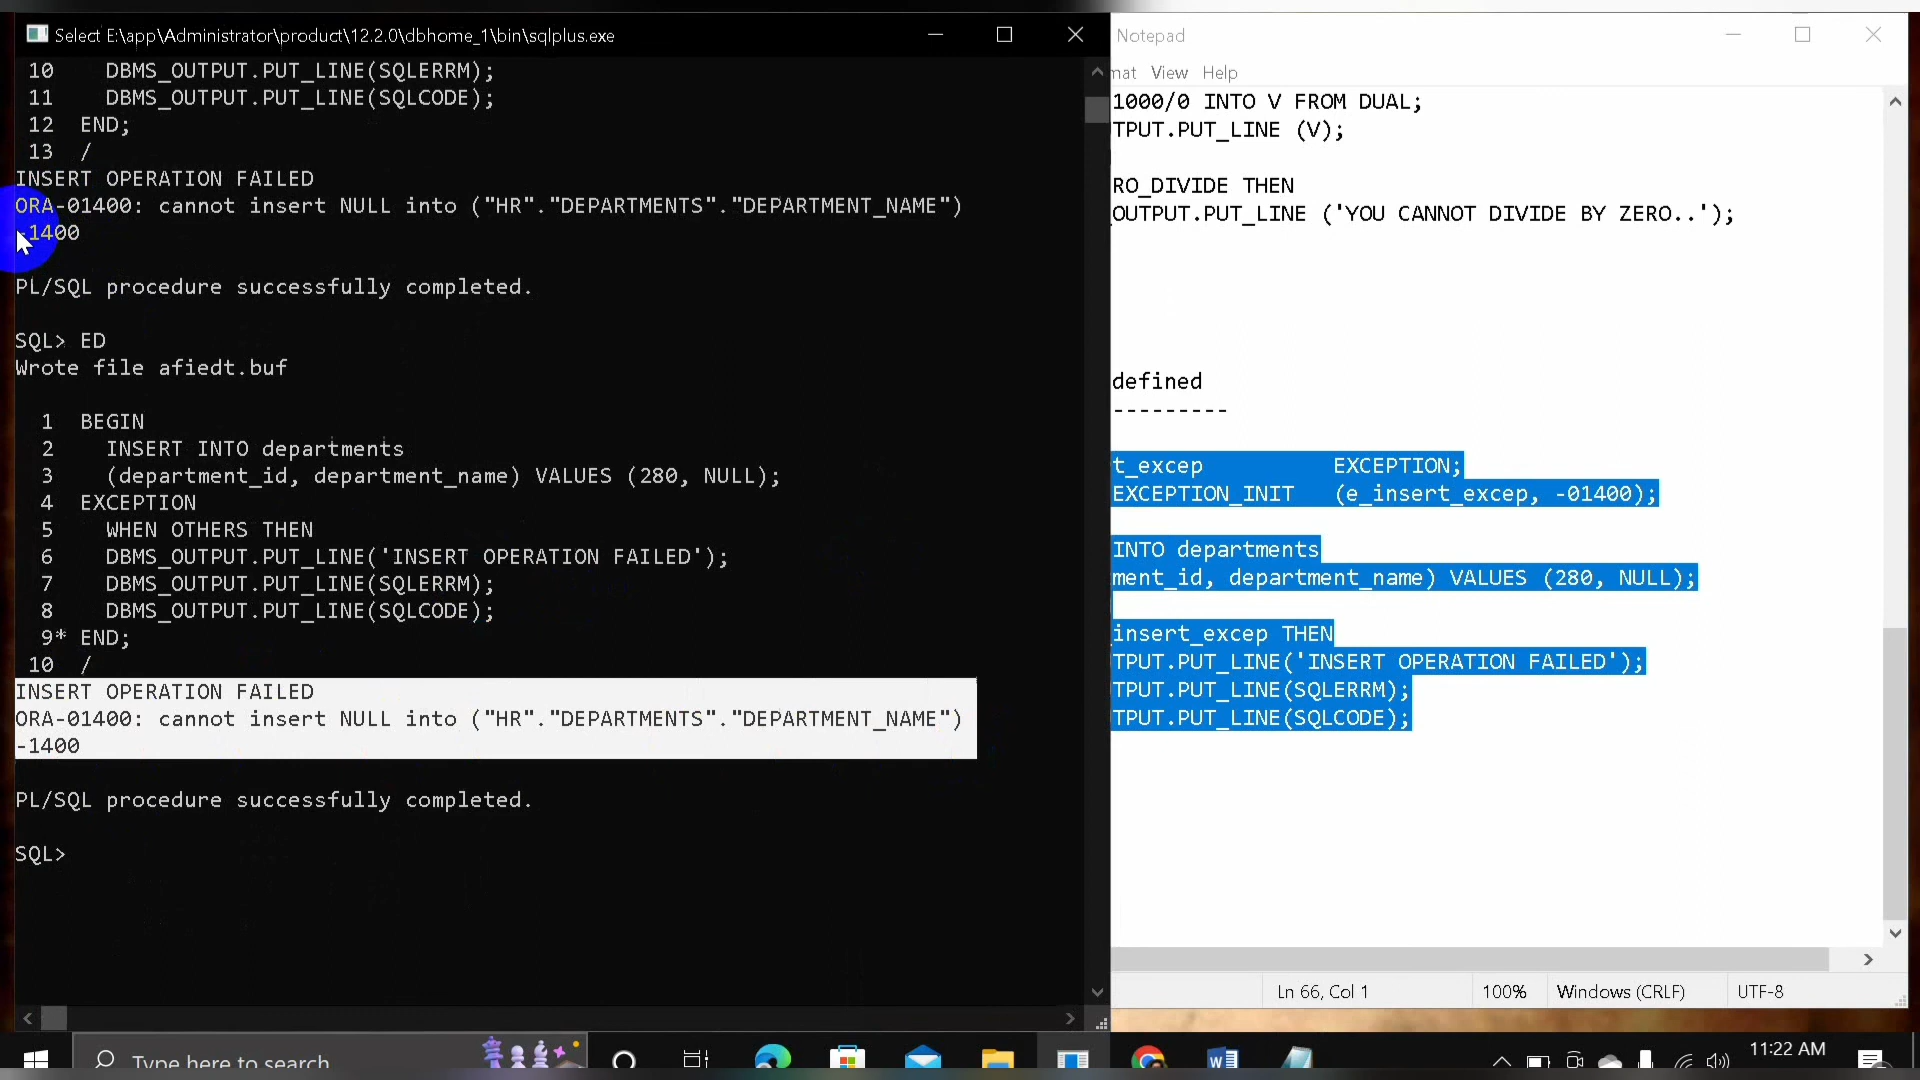 Select E:\app\Administrator\product\12.2.0\dbhome_1\bin\sqlplus.exe
10 DBMS_OUTPUT.PUT_LINE(SQLERRM);
11 DBMS_OUTPUT.PUT_LINE(SQLCODE);
12 END;
13 /
INSERT OPERATION FAILED
ORA-01400: cannot insert NULL into ("HR"."DEPARTMENTS"."DEPARTMENT_NAME")
-1400
PL/SQL procedure successfully completed.
SQL> ED
Wrote file afiedt.buf
1 BEGIN
2 INSERT INTO departments
3 (department_id, department_name) VALUES (280, NULL);
4 EXCEPTION
5 WHEN OTHERS THEN
6 DBMS_OUTPUT.PUT_LINE('INSERT OPERATION FAILED');
7 DBMS_OUTPUT.PUT_LINE(SQLERRM);
8 DBMS_OUTPUT.PUT_LINE(SQLCODE);
9* END;
10 /
INSERT OPERATION FAILED
ORA-01400: cannot insert NULL into ("HR"."DEPARTMENTS"."DEPARTMENT_NAME")
-1400
PL/SQL procedure successfully completed.
SQL>
Notepad
mat View Help
1000/0 INTO V FROM DUAL;
TPUT.PUT_LINE (V);
RO_DIVIDE THEN
OUTPUT.PUT_LINE ('YOU CANNOT DIVIDE BY ZERO..');
defined
---------
t_excep EXCEPTION;
EXCEPTION_INIT (e_insert_excep, -01400);
INTO departments
ment_id, department_name) VALUES (280, NULL);
insert_excep THEN
TPUT.PUT_LINE('INSERT OPERATION FAILED');
TPUT.PUT_LINE(SQLERRM);
TPUT.PUT_LINE(SQLCODE);
Ln 66, Col 1 100% Windows (CRLF) UTF-8
Type here to search
11:22 AM